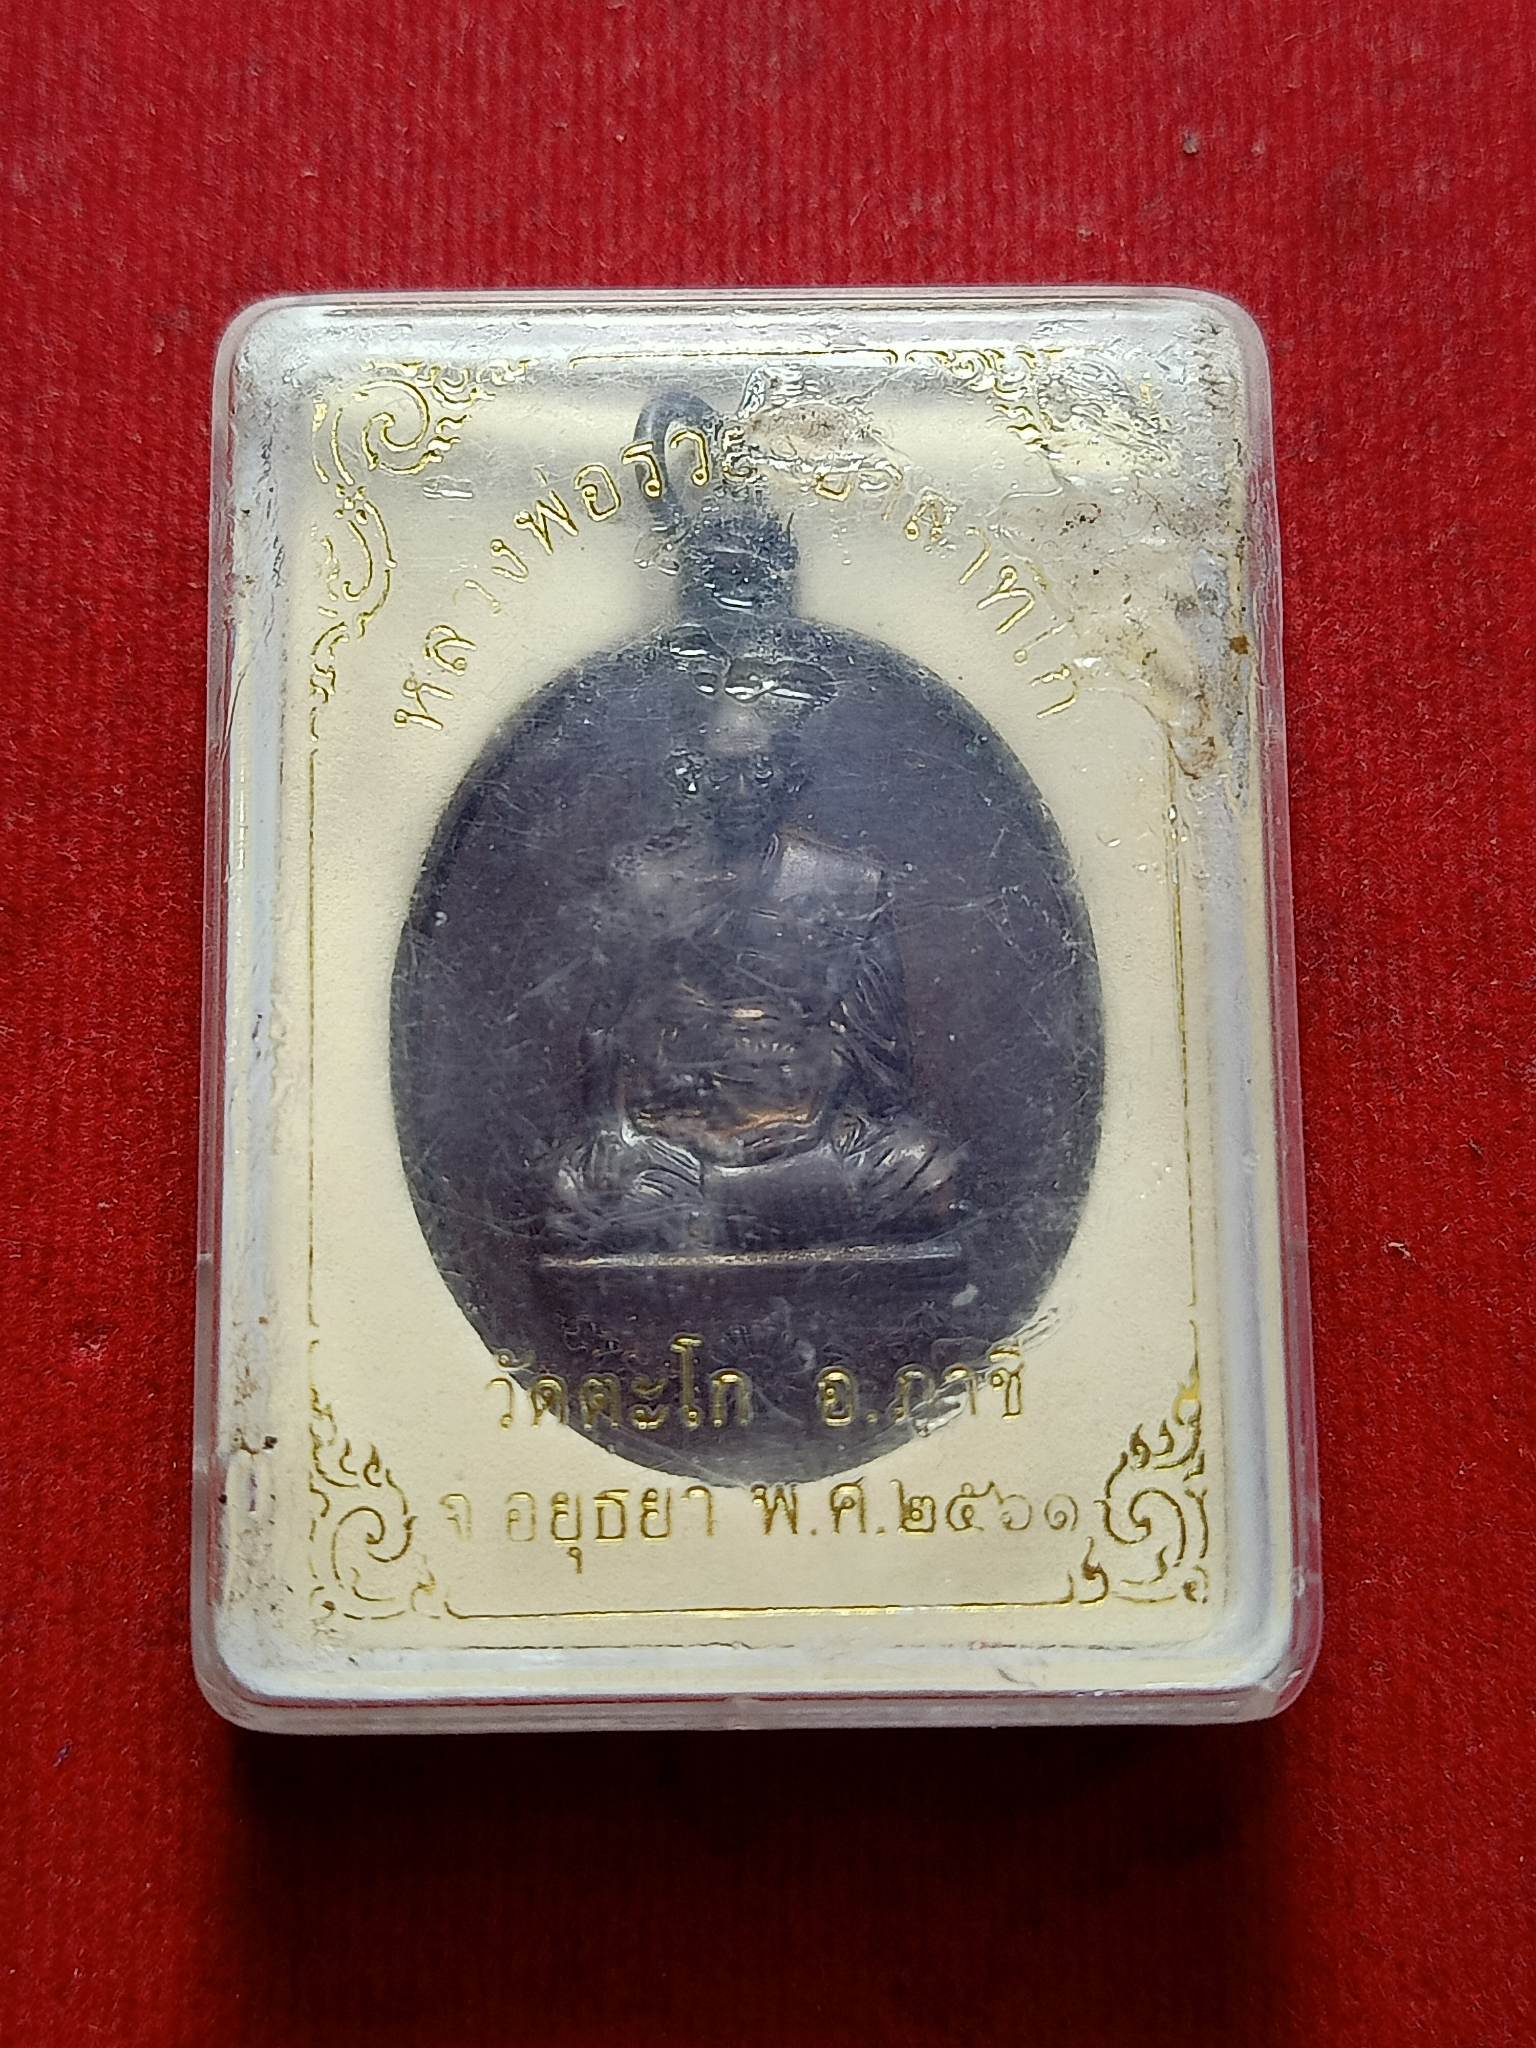 หลวงพ่อรวย
วัดตะโก อ.ภาชี
จ อยุธยา พ.ศ.๒๕๖๑